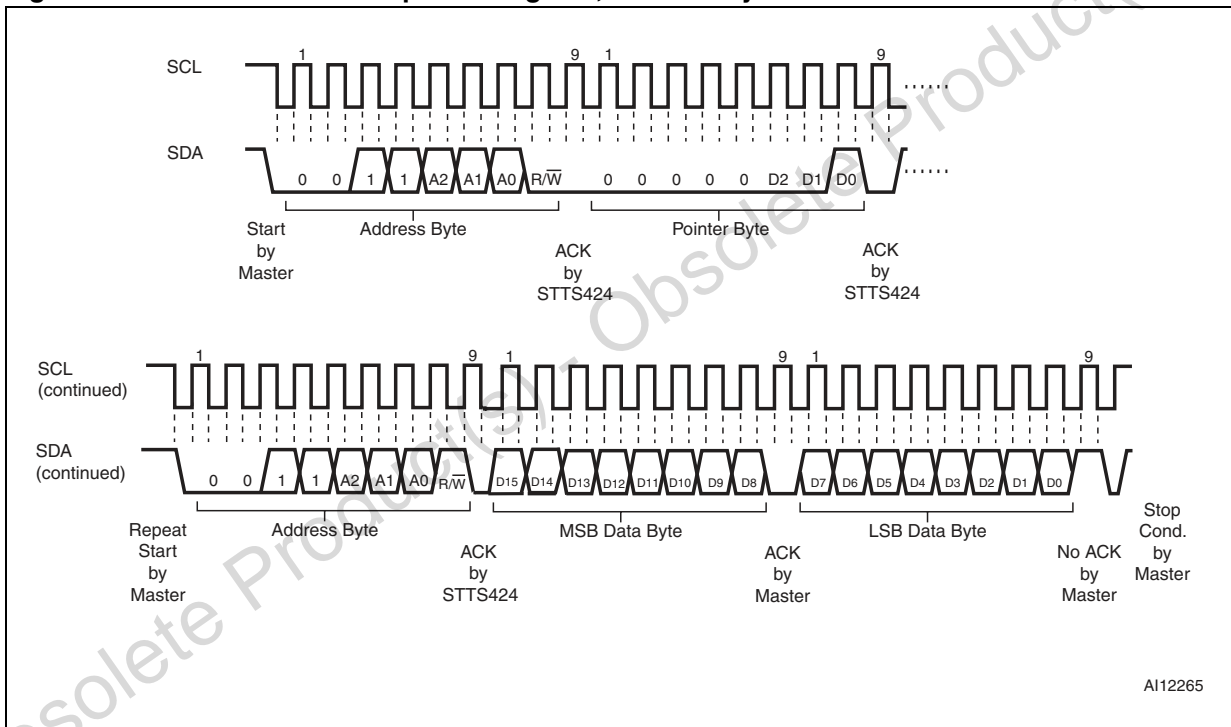 SCL
1 9 1 9
......
SDA
0 0 1 1 A2 A1 A0 R/W̅ 0 0 0 0 0 D2 D1 D0
......
Address Byte Pointer Byte
Start
by
Master
ACK
by
STTS424
ACK
by
STTS424
1 9 1 9 1 9
SCL
(continued)
SDA
(continued)
0 0 1 1 A2 A1 A0 R/W̅ D15 D14 D13 D12 D11 D10 D9 D8 D7 D6 D5 D4 D3 D2 D1 D0
Address Byte MSB Data Byte LSB Data Byte
Repeat
Start
by
Master
ACK
by
STTS424
ACK
by
Master
No ACK
by
Master
Stop
Cond.
by
Master
AI12265
solete Product(s) - Obsolete Product(